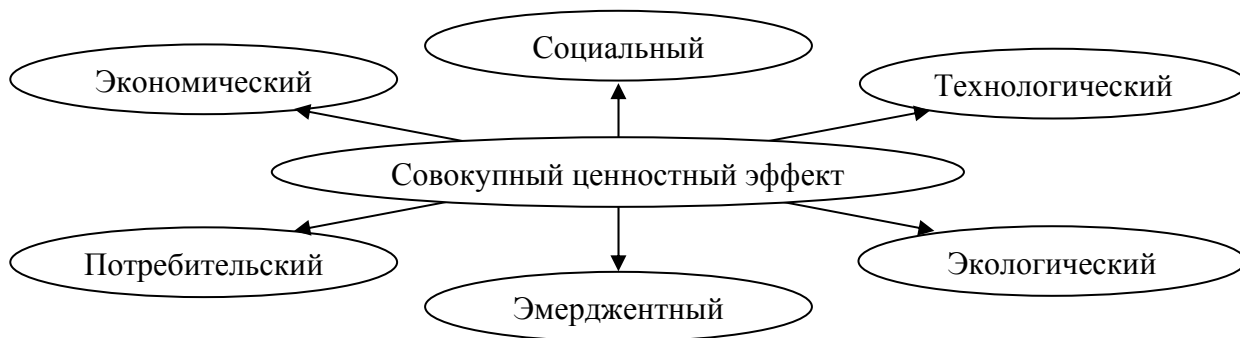 Социальный
Экономический
Технологический
Совокупный ценностный эффект
Потребительский
Экологический
Эмерджентный